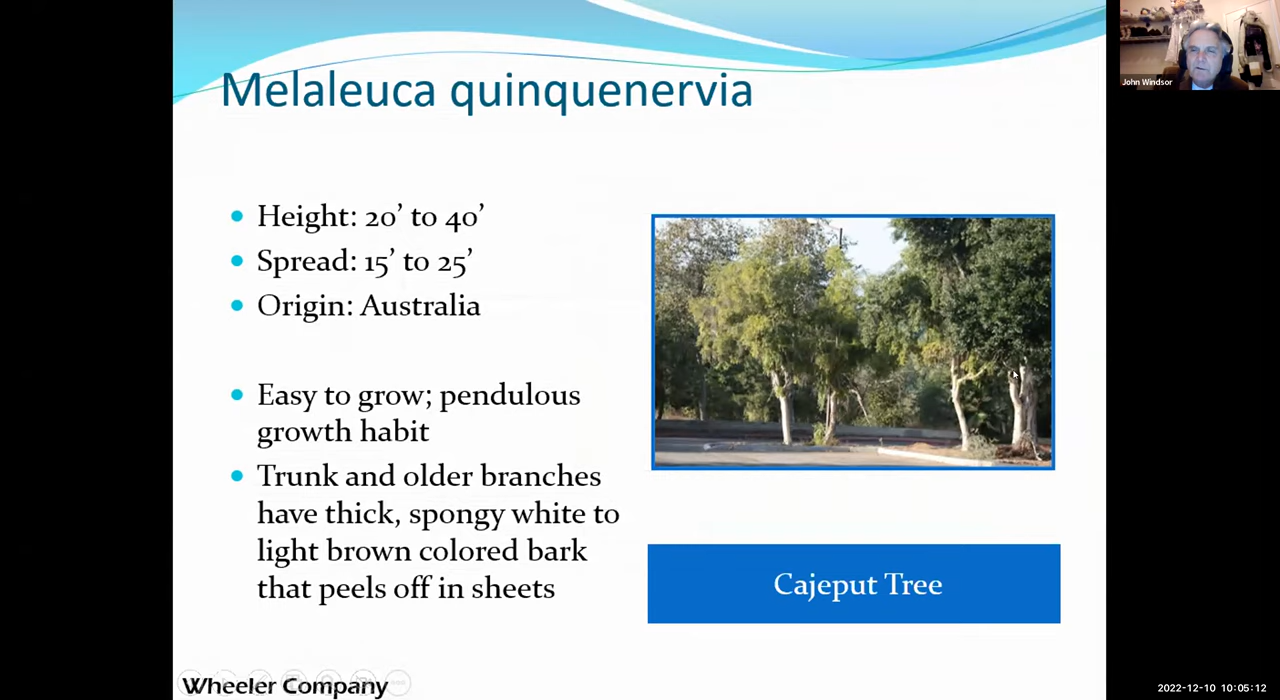 Melaleuca quinquenervia
John Windsor
Height: 20’ to 40’
Spread: 15’ to 25’
Origin: Australia
Easy to grow; pendulous
growth habit
Trunk and older branches
have thick, spongy white to
light brown colored bark
that peels off in sheets
Cajeput Tree
Wheeler Company
2022-12-10 10:05:12